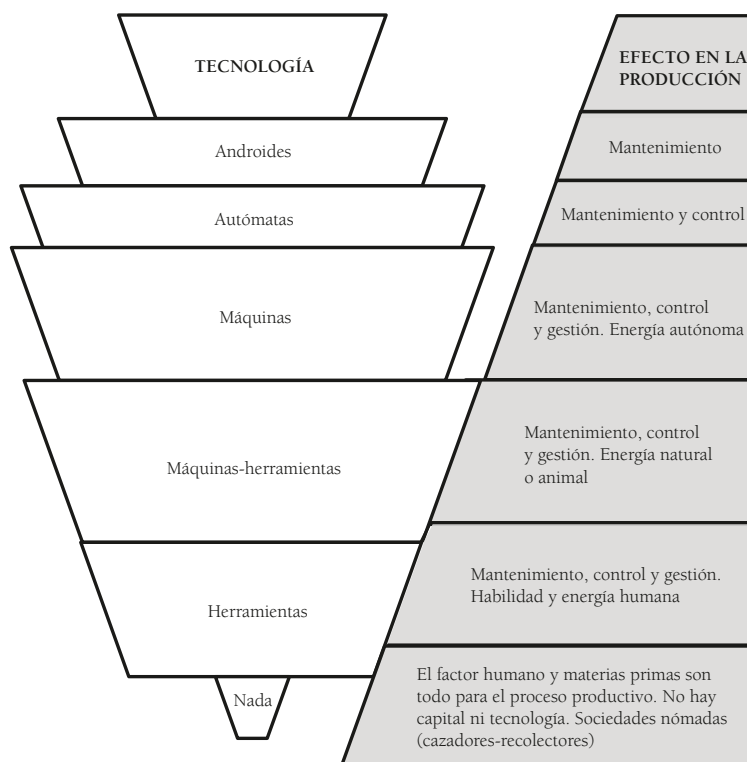 TECNOLOGÍA
EFECTO EN LA
PRODUCCIÓN
Androides
Mantenimiento
Autómatas
Mantenimiento y control
Máquinas
Mantenimiento, control
y gestión. Energía autónoma
Máquinas-herramientas
Mantenimiento, control
y gestión. Energía natural
o animal
Herramientas
Mantenimiento, control y gestión.
Habilidad y energía humana
Nada
El factor humano y materias primas son
todo para el proceso productivo. No hay
capital ni tecnología. Sociedades nómadas
(cazadores-recolectores)